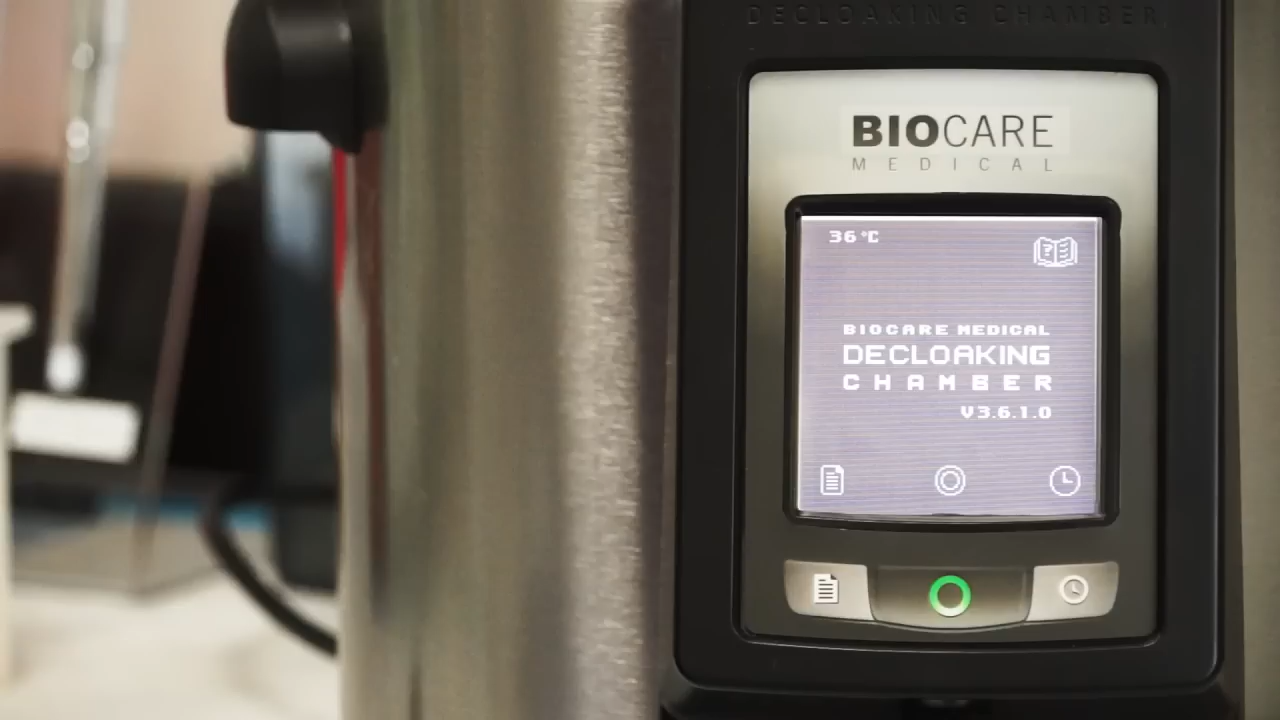 DECLOAKING CHAMBER
BIOCARE
MEDICAL
36°C
?
BIOCARE MEDICAL
DECLOAKING
CHAMBER
V3.6.1.0